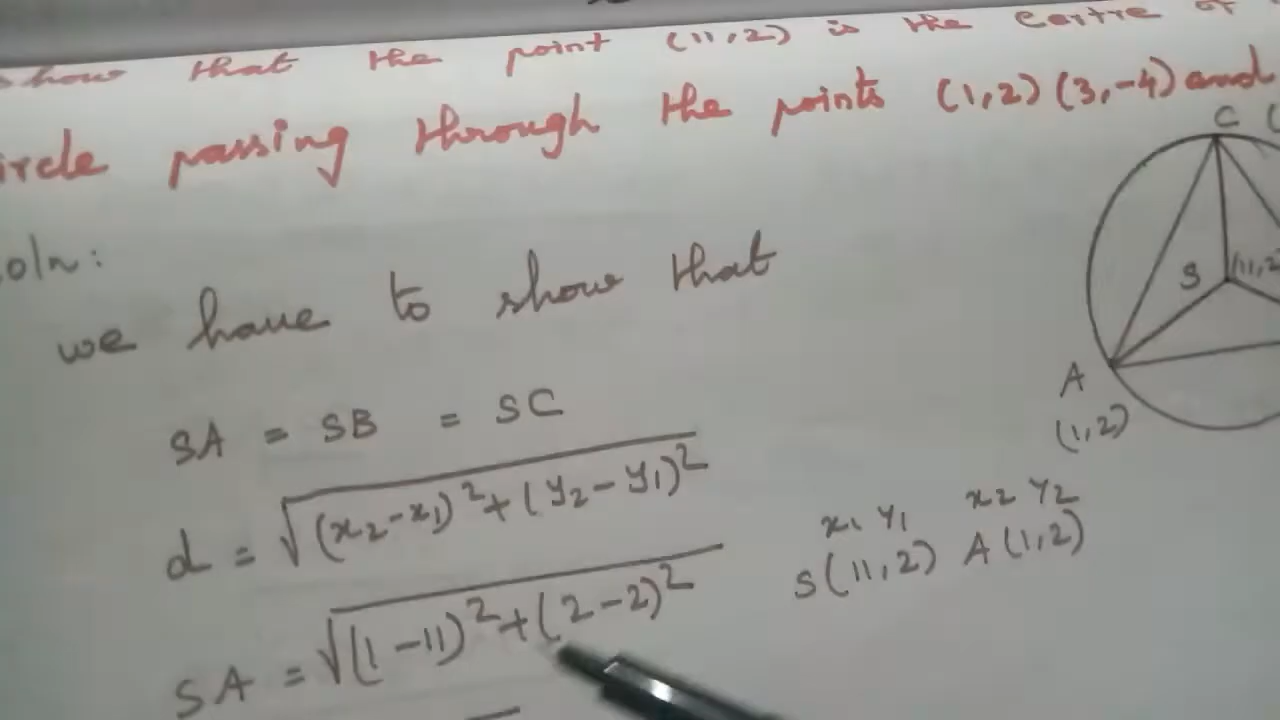 show that the point (11,2) is the centre of
ircle passing through the points (1,2) (3,-4) and
C (
oln:
we have to show that
S (11,2
SA = SB = SC
A
(1,2)
d = √(x₂-x₁)² + (y₂-y₁)²
x₁ y₁ x₂ y₂
S(11,2) A(1,2)
SA = √(1-11)² + (2-2)²